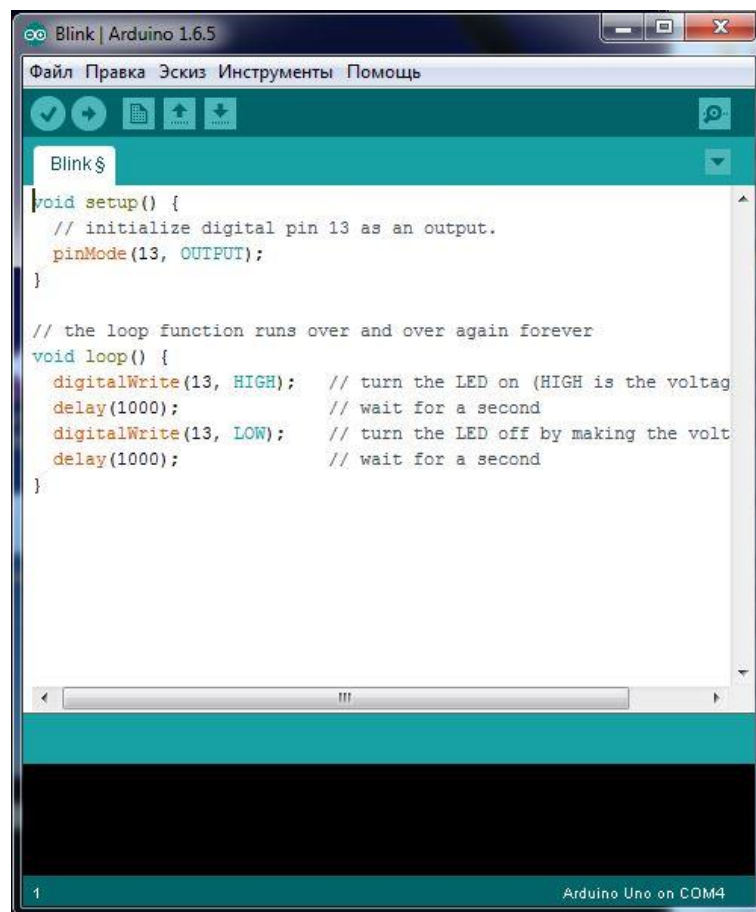 Blink | Arduino 1.6.5
Файл Правка Эскиз Инструменты Помощь
Blink§
void setup() {
  // initialize digital pin 13 as an output.
  pinMode(13, OUTPUT);
}
// the loop function runs over and over again forever
void loop() {
  digitalWrite(13, HIGH);   // turn the LED on (HIGH is the voltag
  delay(1000);              // wait for a second
  digitalWrite(13, LOW);    // turn the LED off by making the volt
  delay(1000);              // wait for a second
}
1 Arduino Uno on COM4